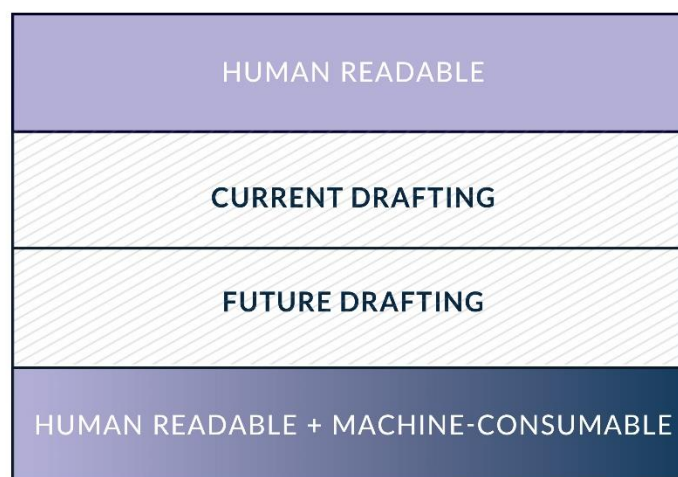 HUMAN READABLE
CURRENT DRAFTING
FUTURE DRAFTING
HUMAN READABLE + MACHINE-CONSUMABLE